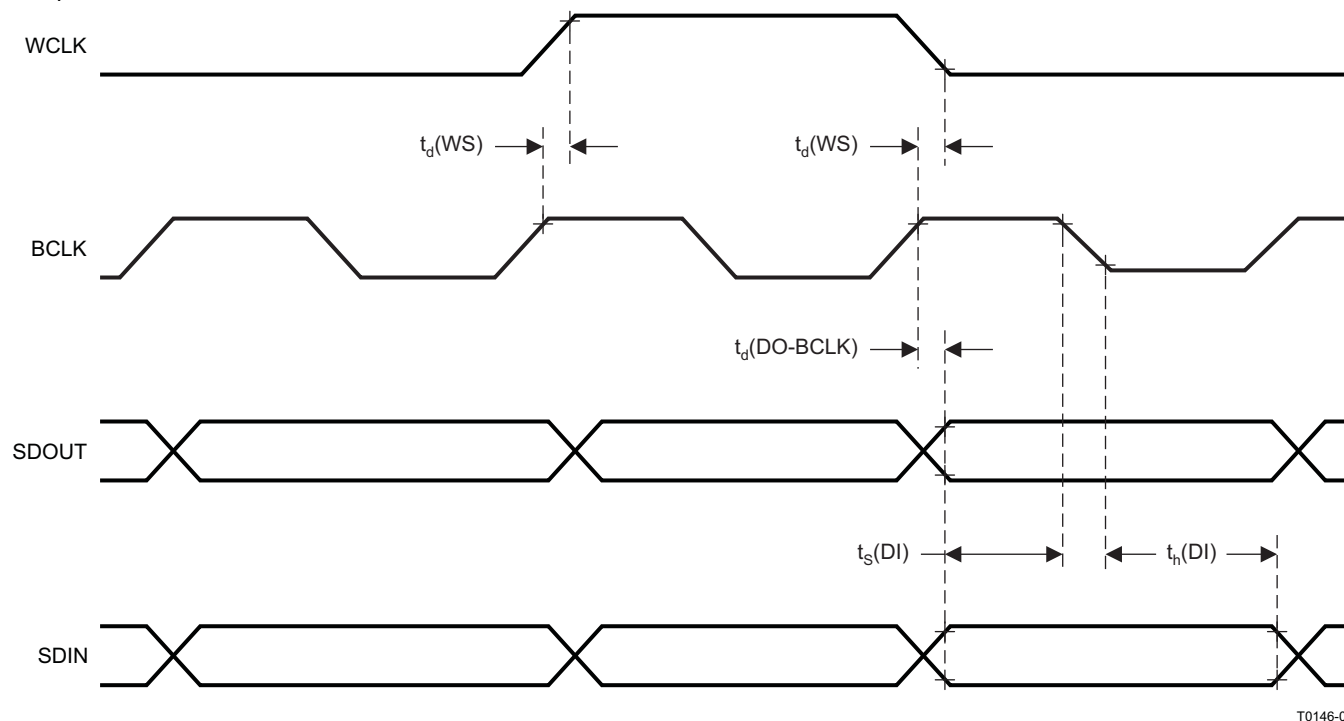 WCLK
t_d(WS) t_d(WS)
BCLK
t_d(DO-BCLK)
SDOUT
t_S(DI) t_h(DI)
SDIN